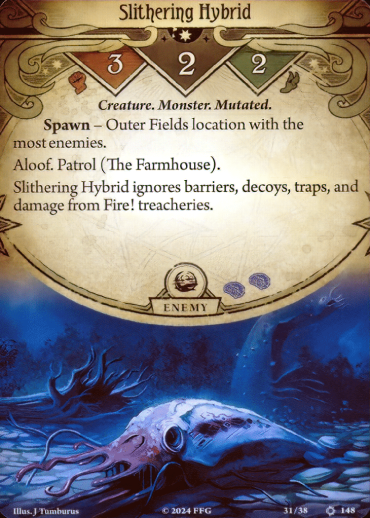 Slithering Hybrid
3 2 2
Creature. Monster. Mutated.
Spawn – Outer Fields location with the
most enemies.
Aloof. Patrol (The Farmhouse).
Slithering Hybrid ignores barriers, decoys, traps, and
damage from Fire! treacheries.
ENEMY
Illus. J Tumburus © 2024 FFG 31/38 148